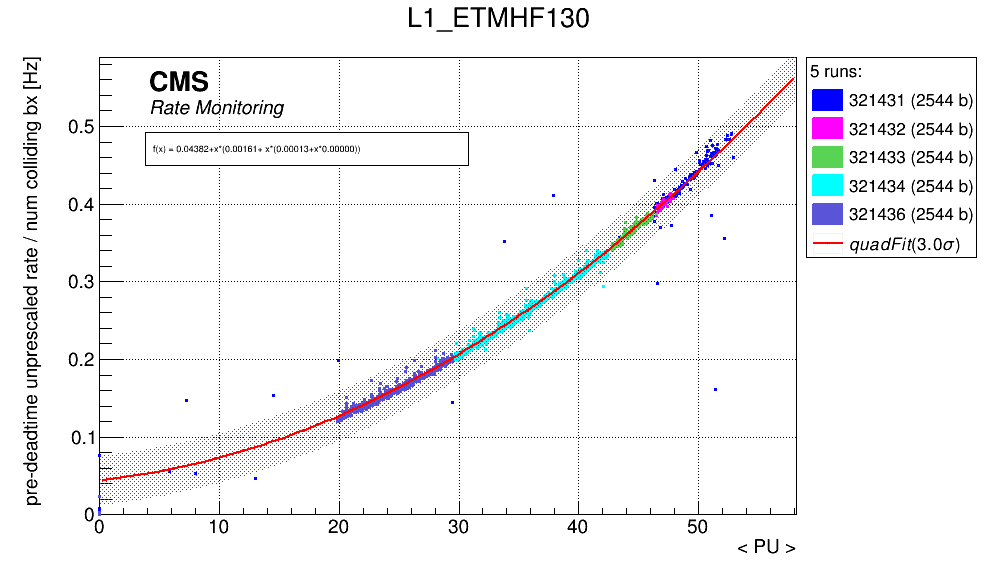 L1_ETMHF130
pre-deadtime unprescaled rate / num colliding bx [Hz]
CMS
Rate Monitoring
f(x) = 0.04382+x*(0.00161+ x*(0.00013+x*0.00000))
0.5
0.4
0.3
0.2
0.1
0
0 10 20 30 40 50
< PU >
5 runs:
321431 (2544 b)
321432 (2544 b)
321433 (2544 b)
321434 (2544 b)
321436 (2544 b)
quadFit(3.0σ)